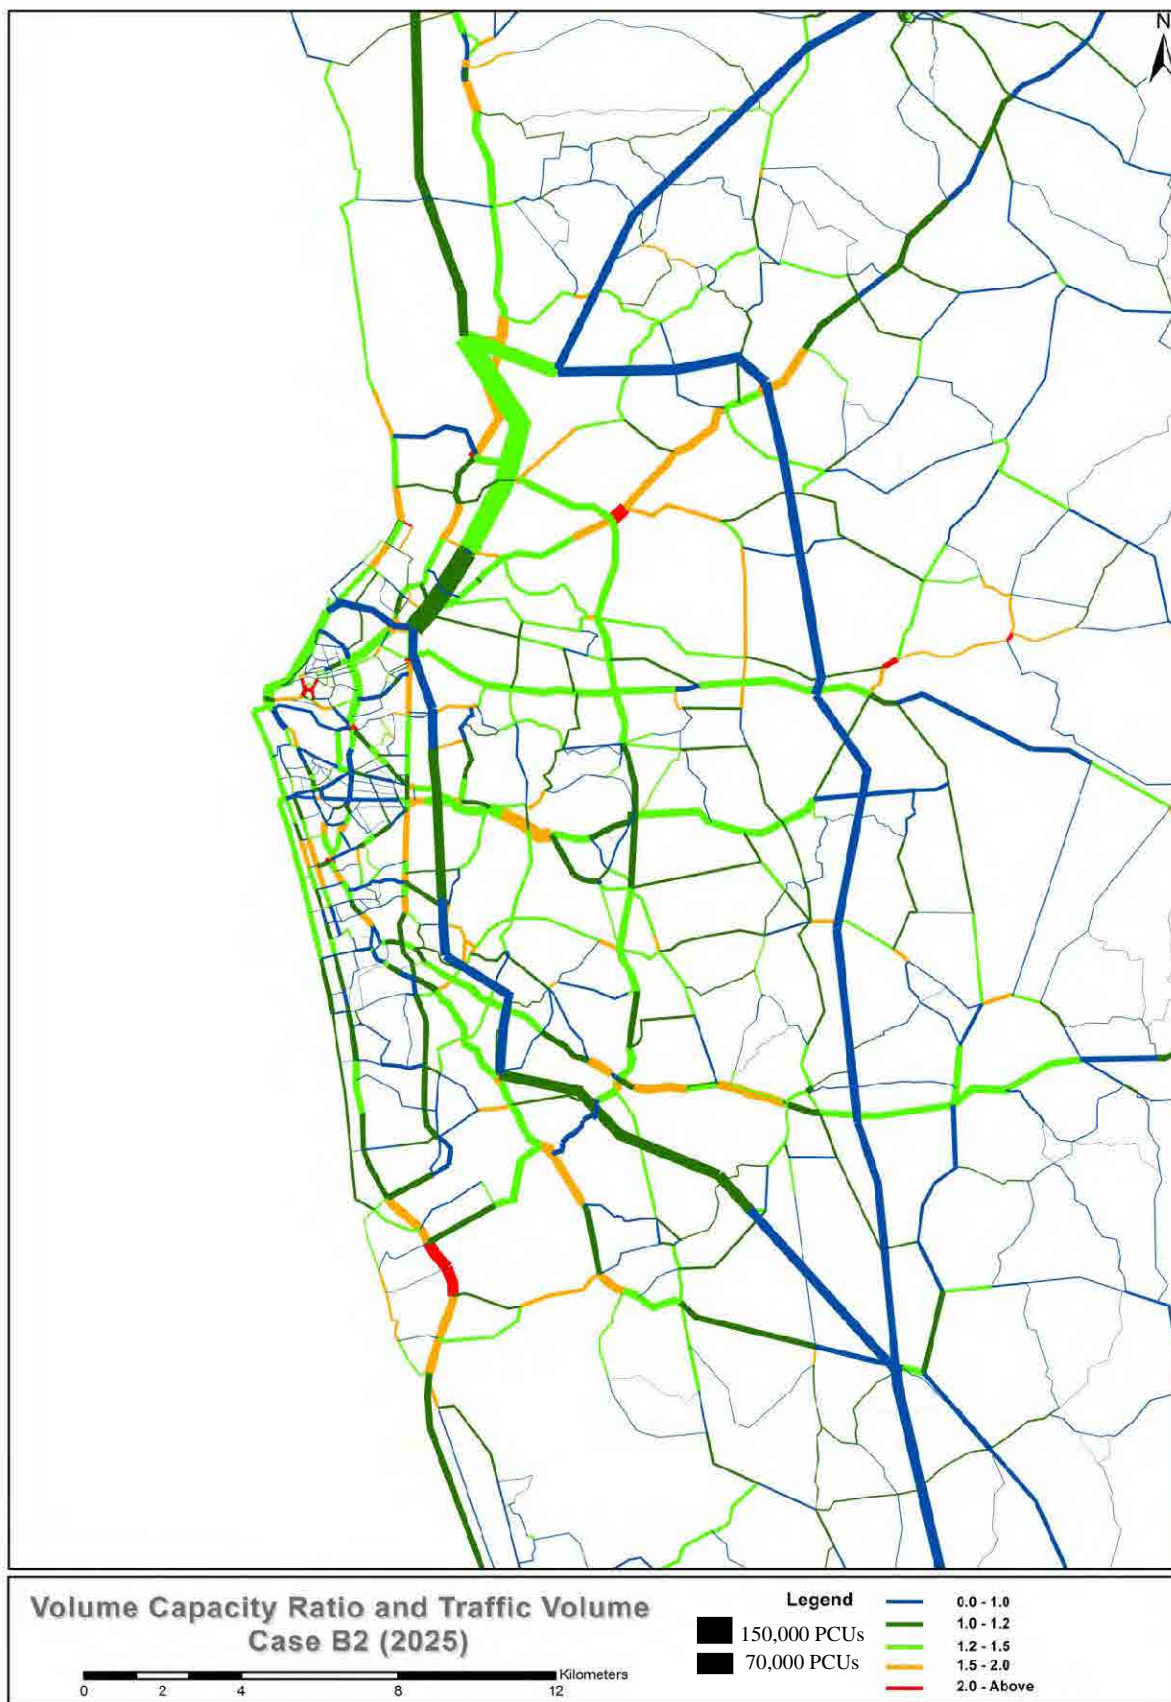 N
Volume Capacity Ratio and Traffic Volume
Case B2 (2025)
Kilometers
0 2 4 8 12
Legend
150,000 PCUs
70,000 PCUs
0.0 - 1.0
1.0 - 1.2
1.2 - 1.5
1.5 - 2.0
2.0 - Above